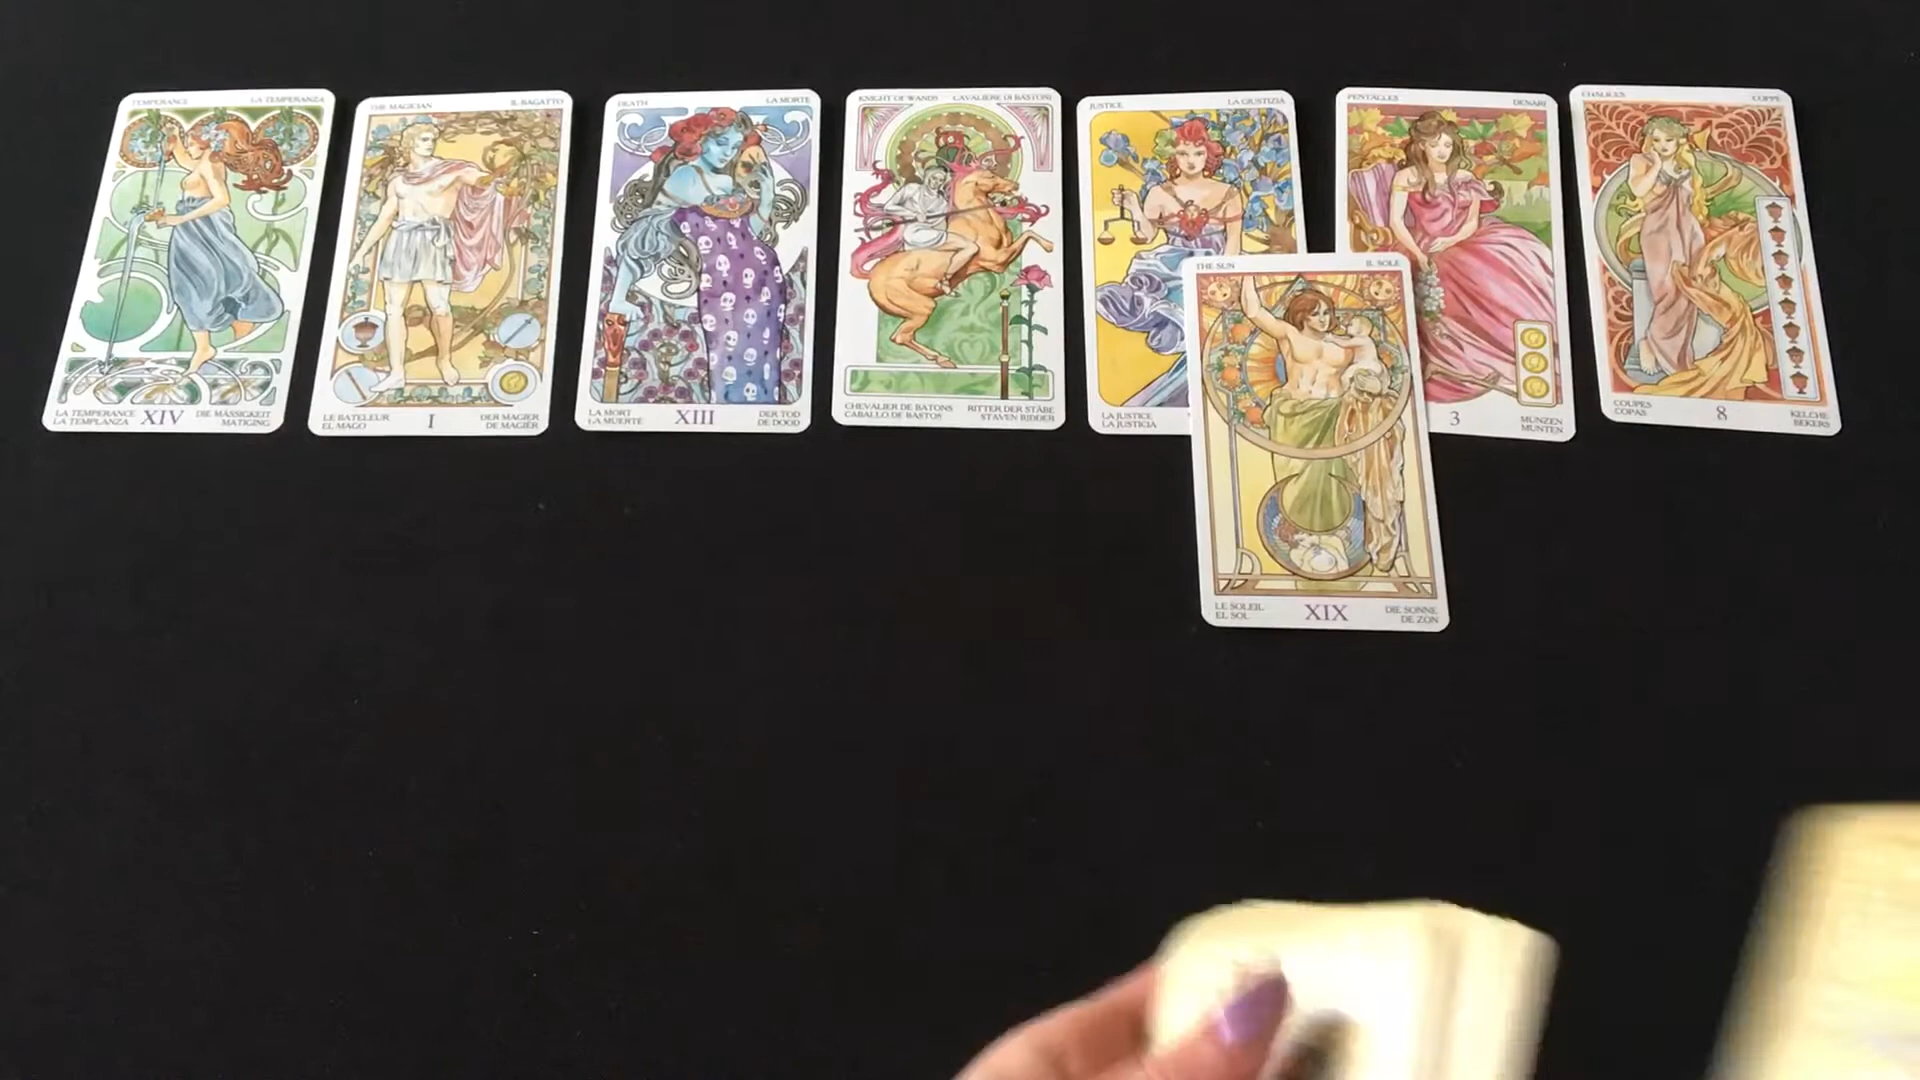 TEMPERANCE LA TEMPERANZA
LA TEMPERANCE XIV DIE MÄSSIGKEIT
LA TEMPLANZA MATIGING
THE MAGICIAN IL BAGATTO
LE BATELEUR I DER MAGIER
EL MAGO DE MAGIËR
DEATH LA MORTE
LA MORT XIII DER TOD
LA MUERTE DE DOOD
KNIGHT OF WANDS CAVALIERE DI BASTONI
CHEVALIER DE BATONS RITTER DER STÄBE
CABALLO DE BASTOS STAVEN RIDDER
JUSTICE LA GIUSTIZIA
LA JUSTICE
LA JUSTICIA
PENTACLES DENARI
3 MUNZEN
MUNTEN
CHALICES COPPE
COUPES 8 KELCHE
COPAS BEKERS
THE SUN IL SOLE
LE SOLEIL XIX DIE SONNE
EL SOL DE ZON